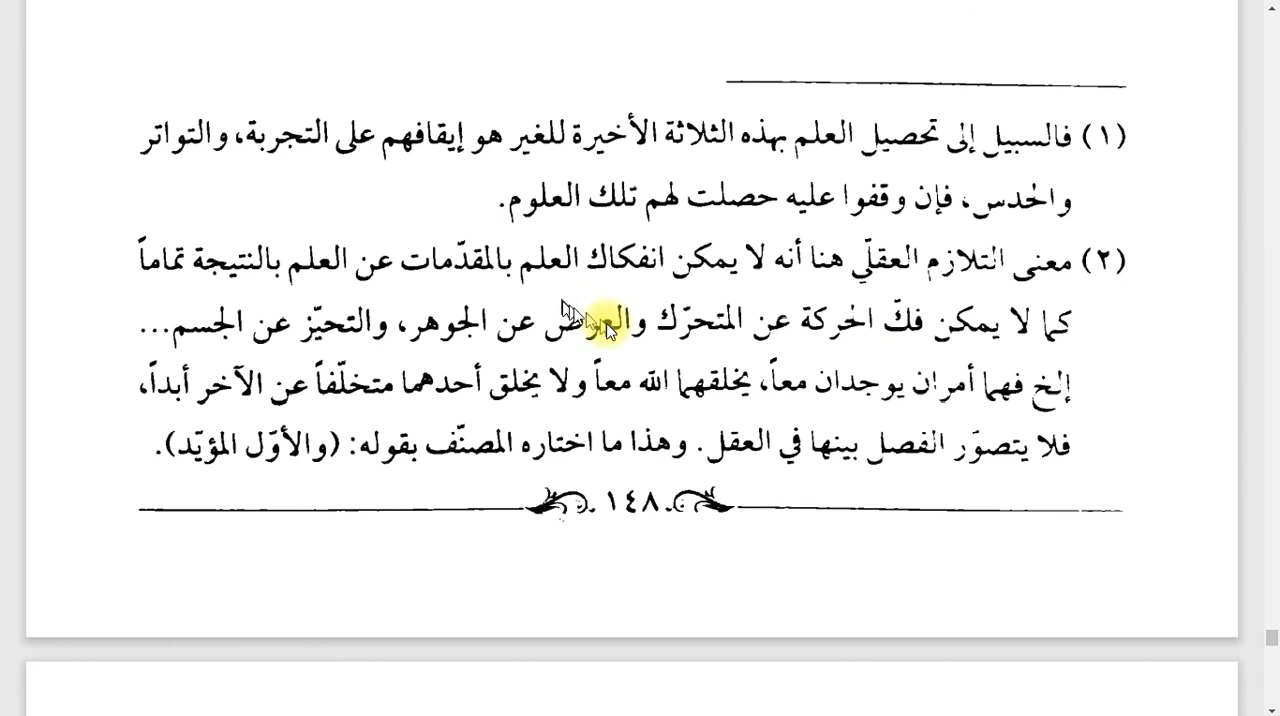 (١) فالسبيل إلى تحصيل العلم بهذه الثلاثة الأخيرة للغير هو إيقافهم على التجربة، والتواتر
والحدس، فإن وقفوا عليه حصلت لهم تلك العلوم.
(٢) معنى التلازم العقليّ هنا أنه لا يمكن انفكاك العلم بالمقدّمات عن العلم بالنتيجة تماماً
كما لا يمكن فكّ الحركة عن المتحرّك والعرض عن الجوهر، والتحيّز عن الجسم...
إلخ فهما أمران يوجدان معاً، يخلقهما الله معاً ولا يخلق أحدهما متخلّفاً عن الآخر أبداً،
فلا يتصوّر الفصل بينها في العقل. وهذا ما اختاره المصنّف بقوله: (والأوّل المؤيّد).
١٤٨